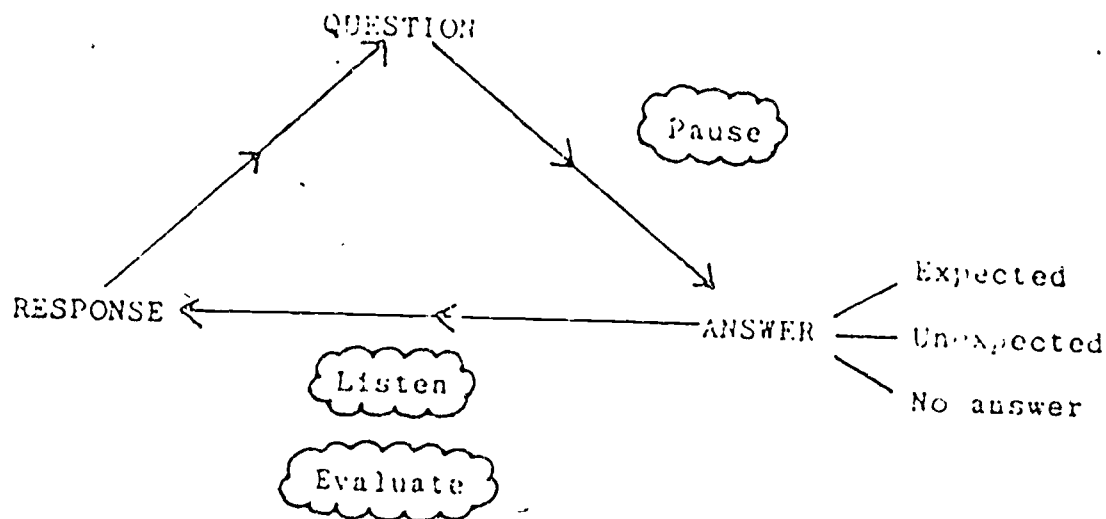 QUESTION
Pause
Expected
RESPONSE
ANSWER
Unexpected
Listen
No answer
Evaluate